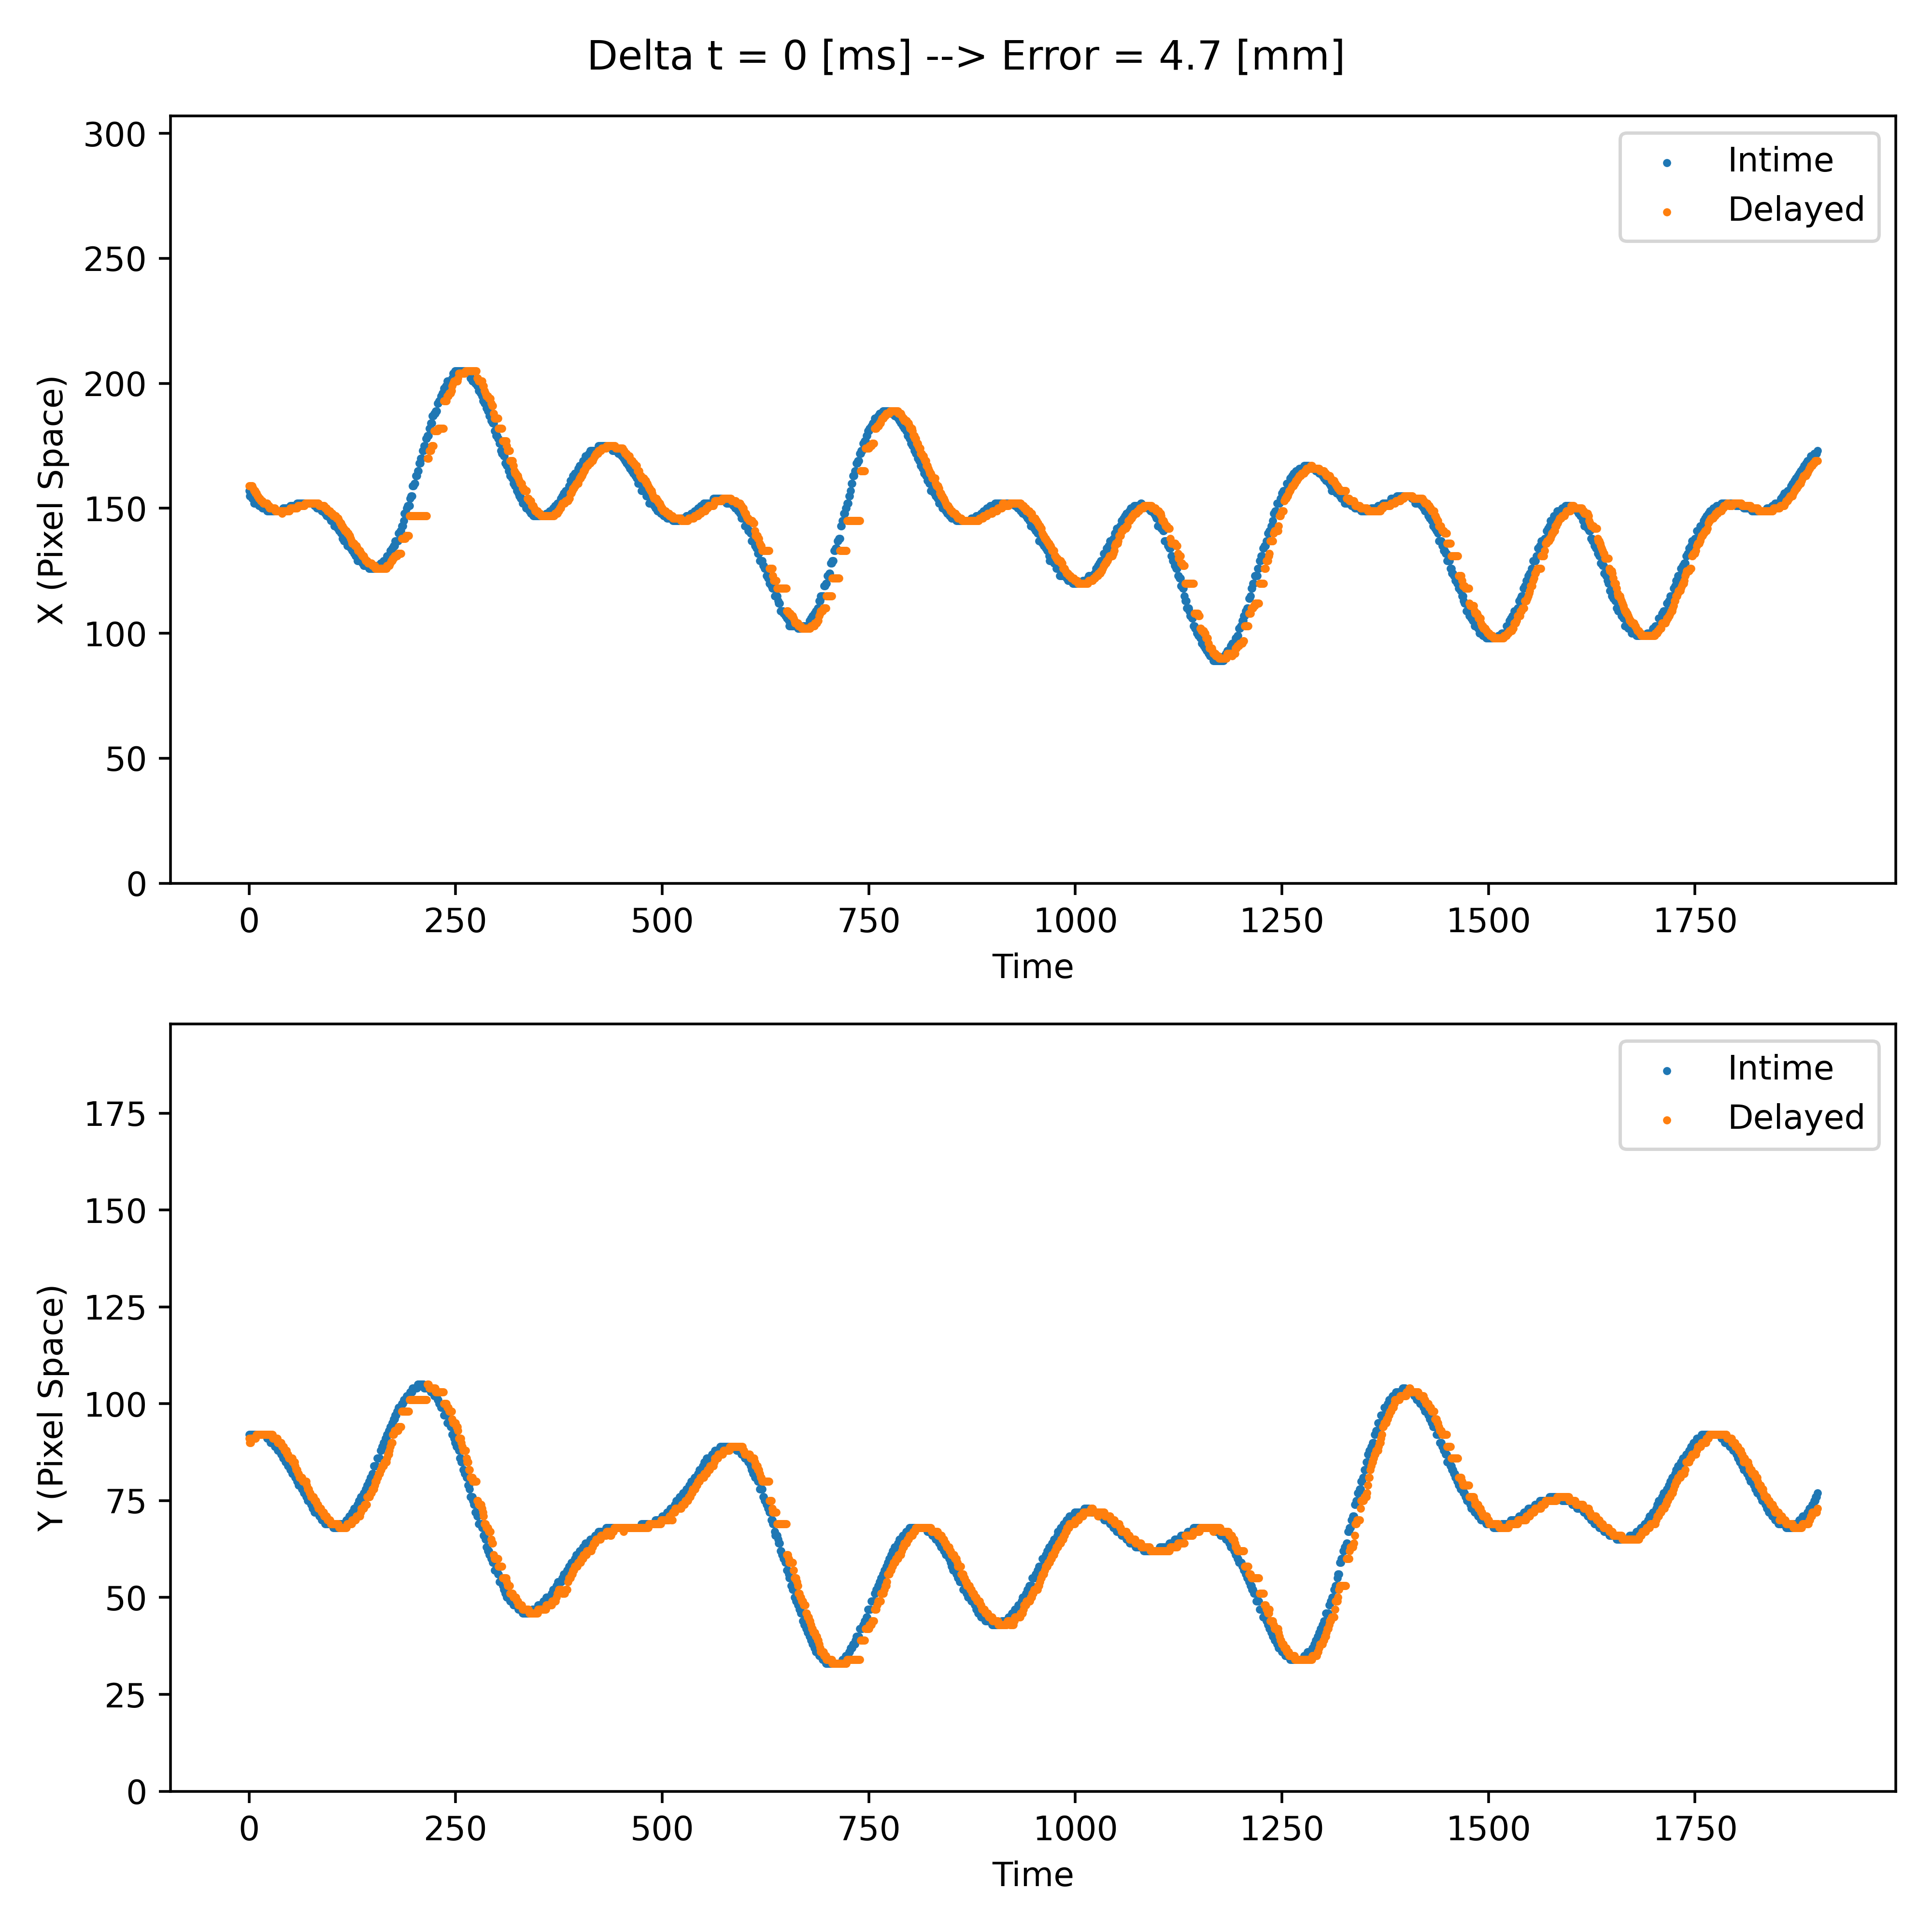 Delta t = 0 [ms] --> Error = 4.7 [mm]
300
250
200
150
100
50
0
X (Pixel Space)
Intime
Delayed
0 250 500 750 1000 1250 1500 1750
Time
175
150
125
100
75
50
25
0
Y (Pixel Space)
Intime
Delayed
0 250 500 750 1000 1250 1500 1750
Time